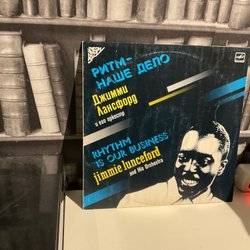 РИТМ-
НАШЕ ДЕЛО
Джимми
Лансфорд
и его оркестр
RHYTHM
IS OUR BUSINESS
jimmie lunceford
and His Orchestra